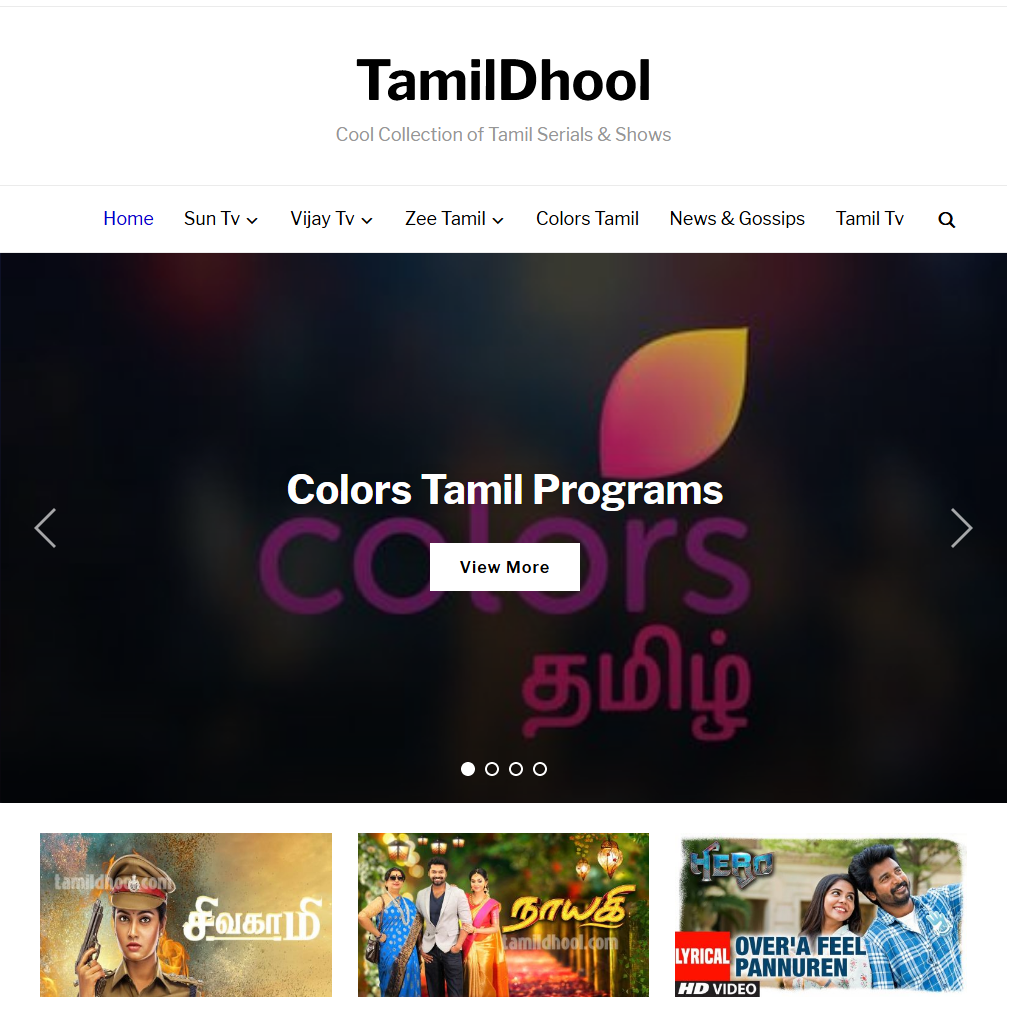 TamilDhool
Cool Collection of Tamil Serials & Shows
Home Sun Tv Vijay Tv Zee Tamil Colors Tamil News & Gossips Tamil Tv
Colors Tamil Programs
colors
View More
தமிழ்
tamildhool.com
சிவகாமி
நாயகி
tamildhool.com
HERO
LYRICAL
OVER'A FEEL
PANNUREN
HD VIDEO